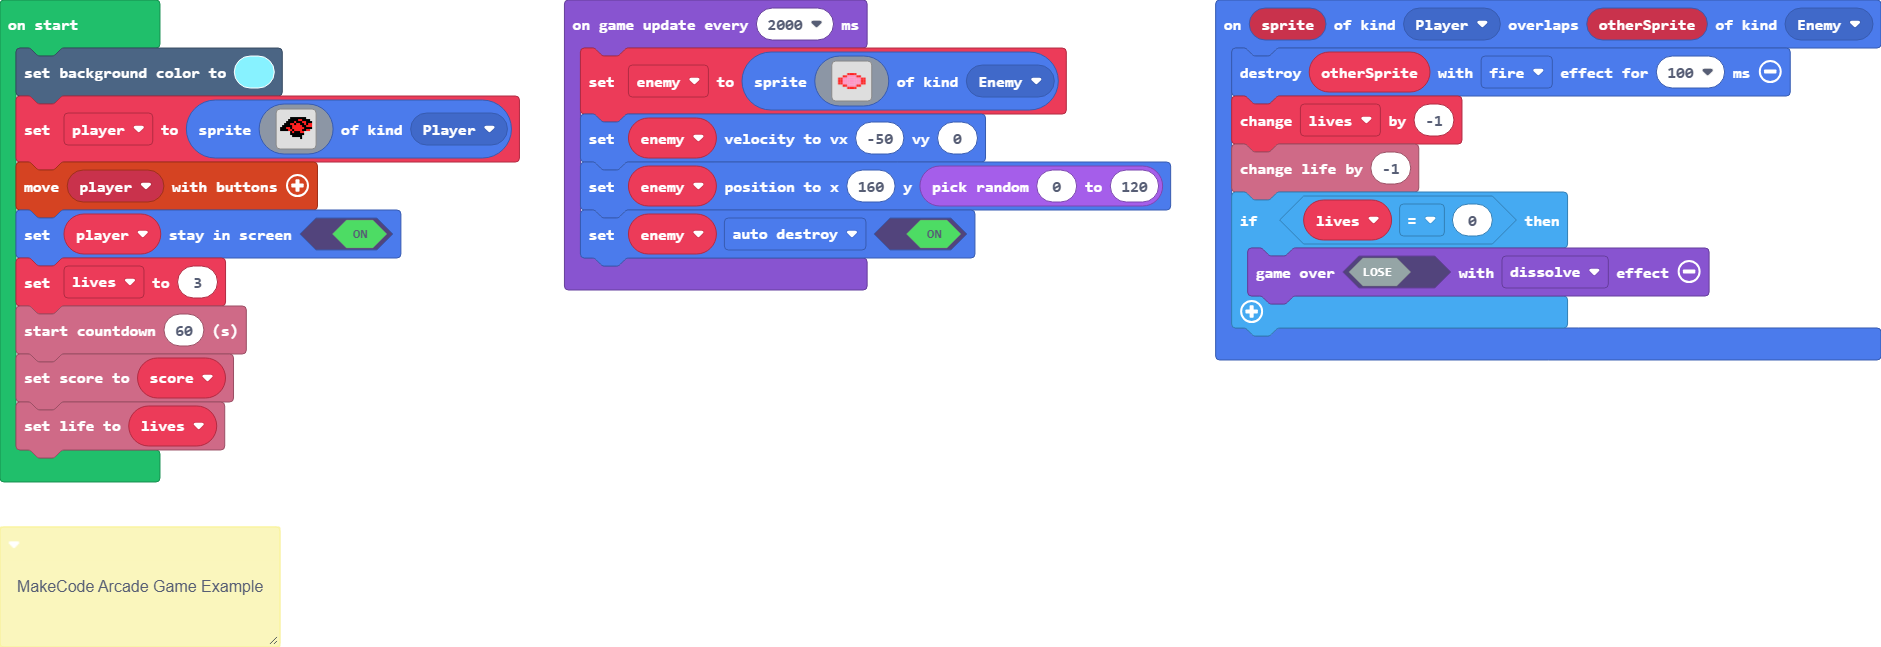 on start
set background color to
set player to sprite of kind Player
move player with buttons
set player stay in screen ON
set lives to 3
start countdown 60 (s)
set score to score
set life to lives
on game update every 2000 ms
set enemy to sprite of kind Enemy
set enemy velocity to vx -50 vy 0
set enemy position to x 160 y pick random 0 to 120
set enemy auto destroy ON
on sprite of kind Player overlaps otherSprite of kind Enemy
destroy otherSprite with fire effect for 100 ms
change lives by -1
change life by -1
if lives = 0 then
game over LOSE with dissolve effect
MakeCode Arcade Game Example